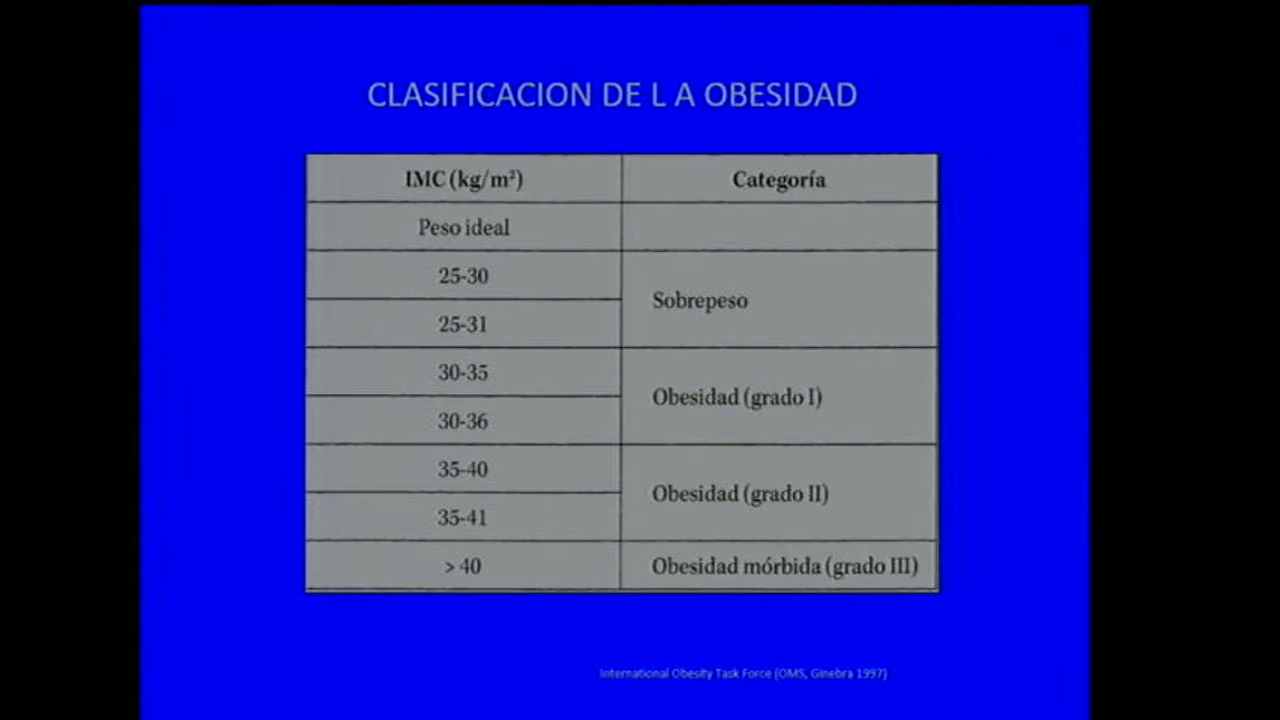 CLASIFICACION DE L A OBESIDAD
IMC (kg/m²) Categoría
Peso ideal
25-30
Sobrepeso
25-31
30-35
Obesidad (grado I)
30-36
35-40
Obesidad (grado II)
35-41
> 40 Obesidad mórbida (grado III)
International Obesity Task Force (OMS, Ginebra 1997)